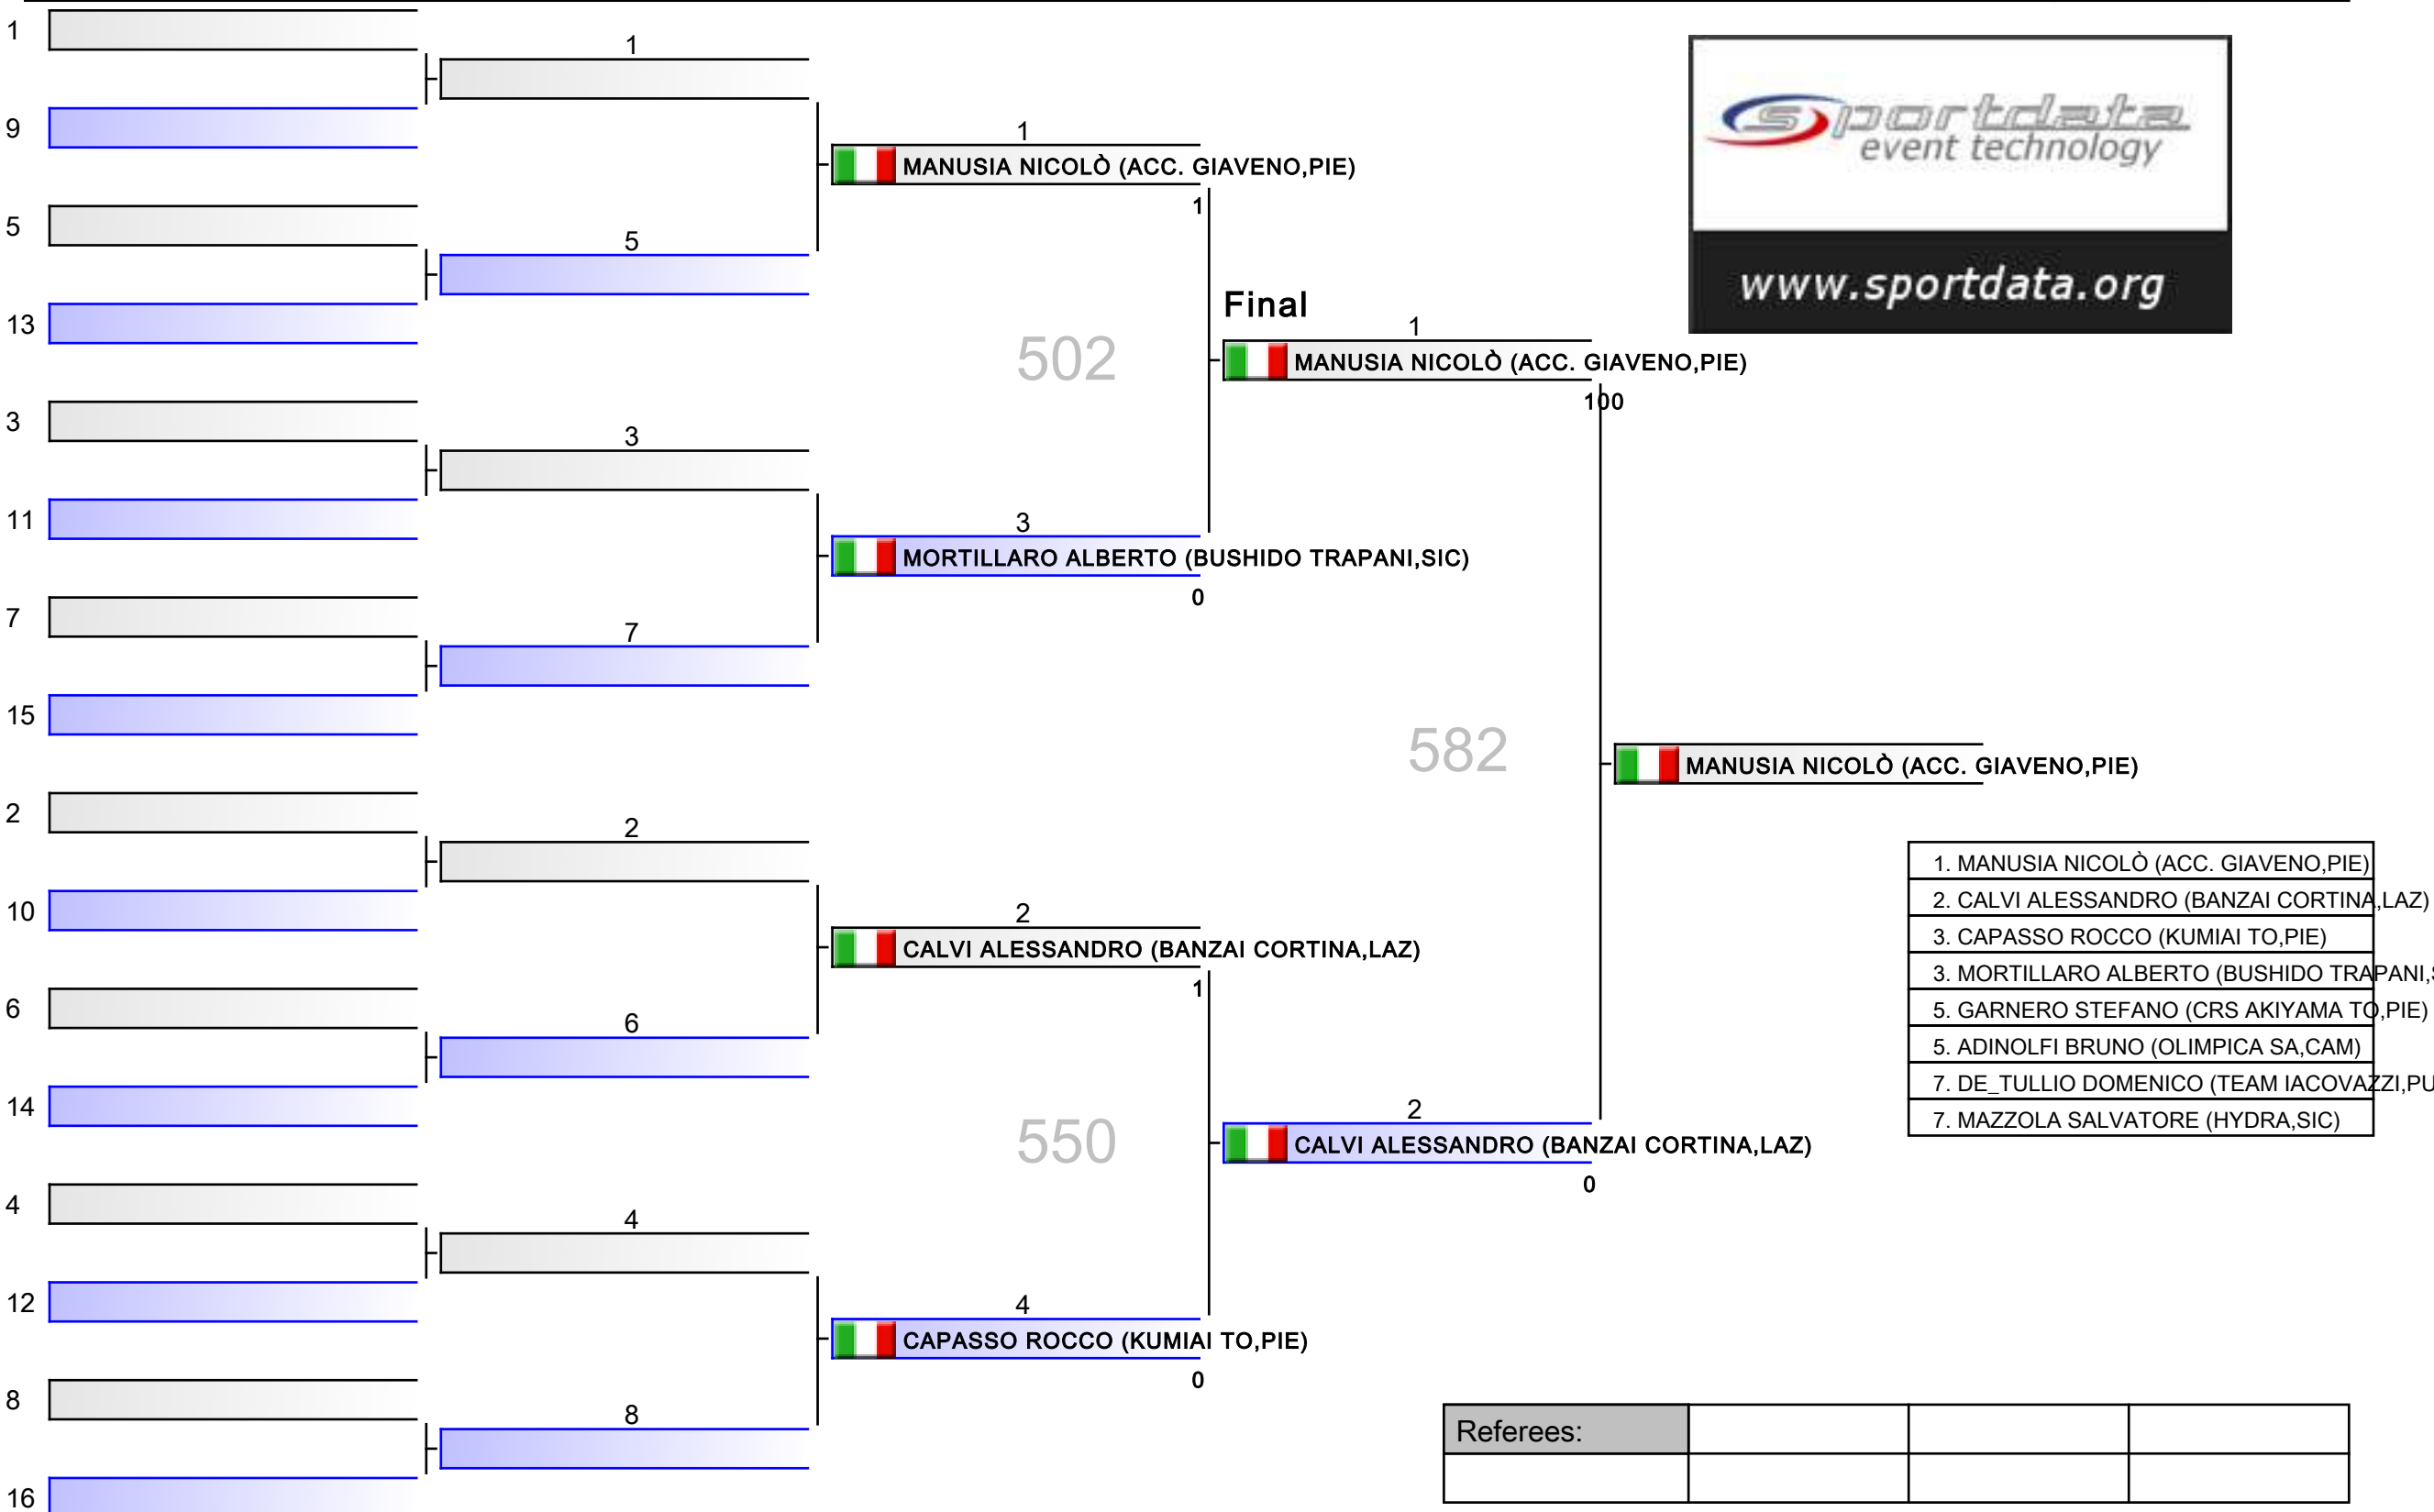 1
1
9
1
MANUSIA NICOLÒ (ACC. GIAVENO,PIE)
1
5
5
13
sportdata
event technology
www.sportdata.org
Final
1
MANUSIA NICOLÒ (ACC. GIAVENO,PIE)
100
502
3
3
11
3
MORTILLARO ALBERTO (BUSHIDO TRAPANI,SIC)
0
7
7
15
582
MANUSIA NICOLÒ (ACC. GIAVENO,PIE)
2
2
10
2
CALVI ALESSANDRO (BANZAI CORTINA,LAZ)
1
6
6
14
550
2
CALVI ALESSANDRO (BANZAI CORTINA,LAZ)
0
4
4
12
4
CAPASSO ROCCO (KUMIAI TO,PIE)
0
8
8
16
1. MANUSIA NICOLÒ (ACC. GIAVENO,PIE)
2. CALVI ALESSANDRO (BANZAI CORTINA,LAZ)
3. CAPASSO ROCCO (KUMIAI TO,PIE)
3. MORTILLARO ALBERTO (BUSHIDO TRAPANI,
5. GARNERO STEFANO (CRS AKIYAMA TO,PIE)
5. ADINOLFI BRUNO (OLIMPICA SA,CAM)
7. DE_TULLIO DOMENICO (TEAM IACOVAZZI,PU
7. MAZZOLA SALVATORE (HYDRA,SIC)
Referees: